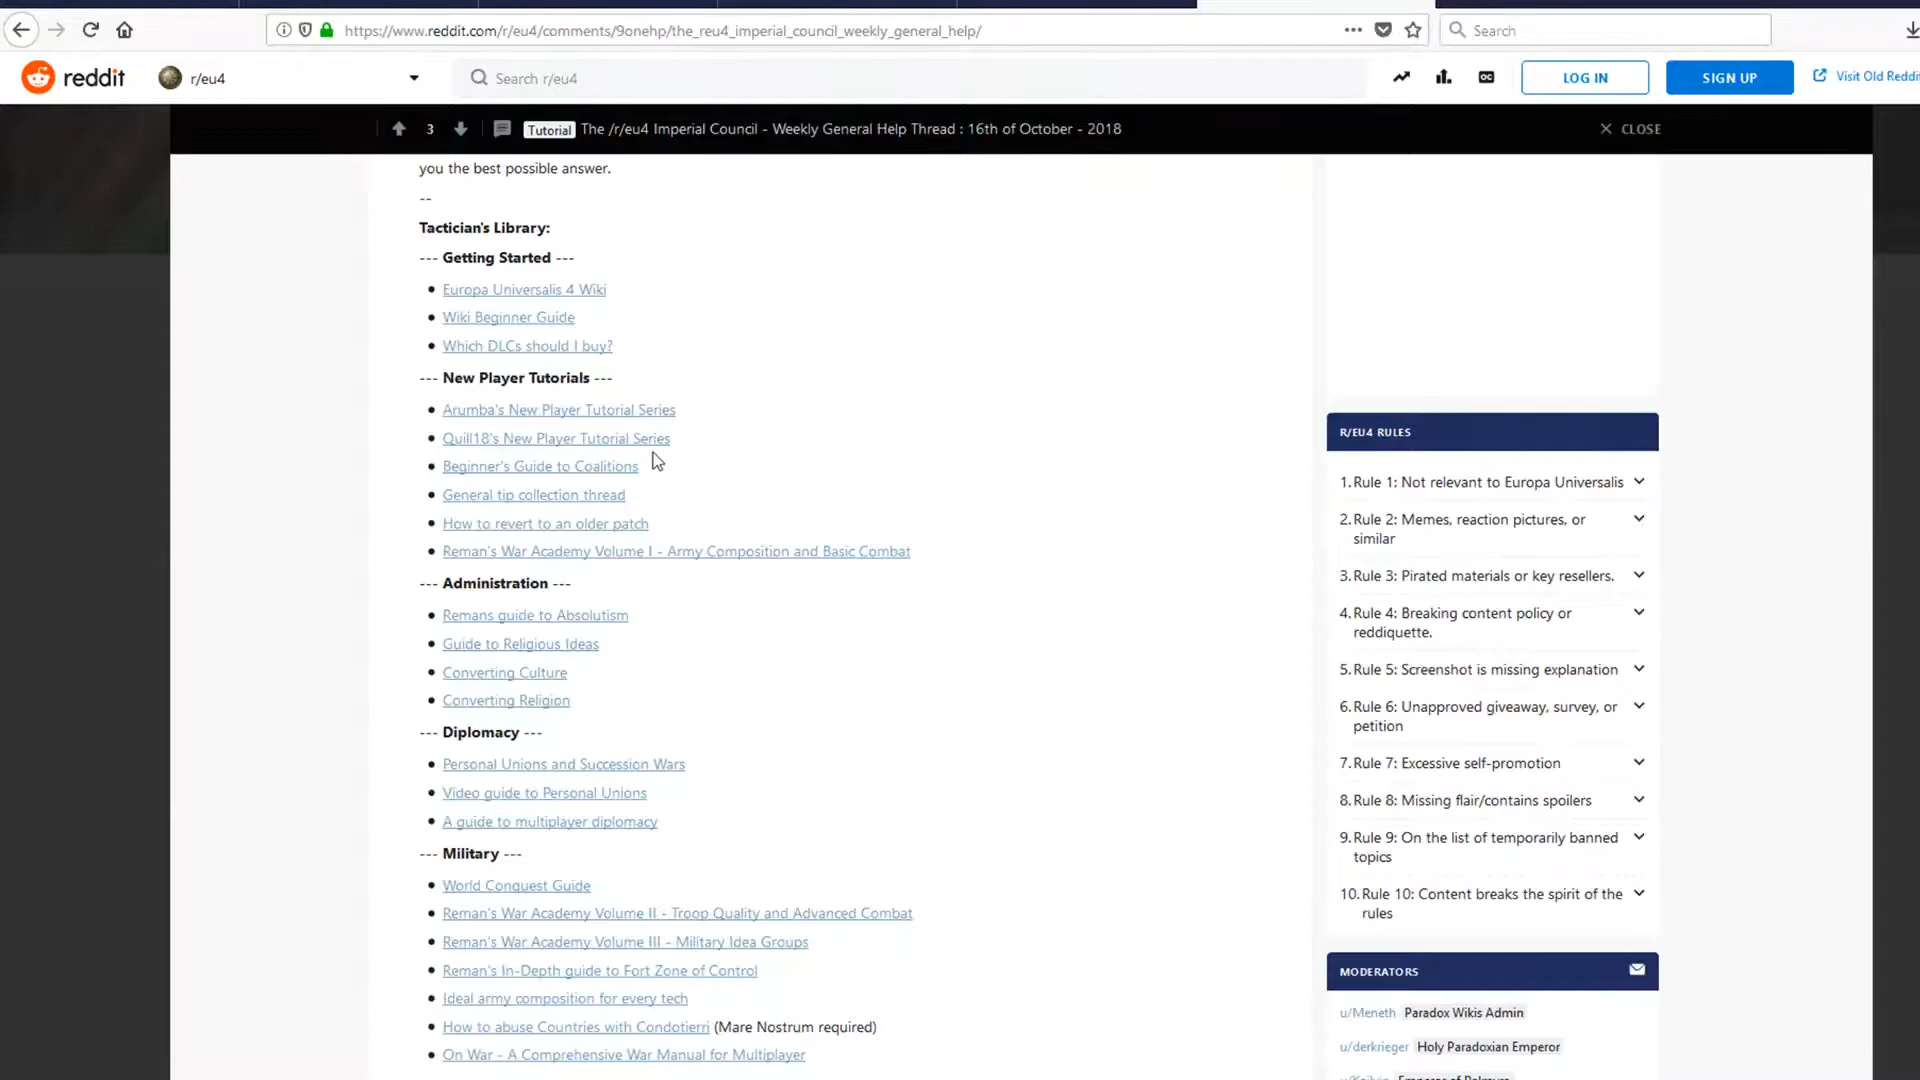 https://www.reddit.com/r/eu4/comments/9onehp/the_reu4_imperial_council_weekly_general_help/
Search
reddit
r/eu4
Search r/eu4
LOG IN
SIGN UP
Visit Old Reddit
3
Tutorial The /r/eu4 Imperial Council - Weekly General Help Thread : 16th of October - 2018
CLOSE
you the best possible answer.
--
Tactician's Library:
--- Getting Started ---
Europa Universalis 4 Wiki
Wiki Beginner Guide
Which DLCs should I buy?
--- New Player Tutorials ---
Arumba's New Player Tutorial Series
Quill18's New Player Tutorial Series
Beginner's Guide to Coalitions
General tip collection thread
How to revert to an older patch
Reman's War Academy Volume I - Army Composition and Basic Combat
--- Administration ---
Remans guide to Absolutism
Guide to Religious Ideas
Converting Culture
Converting Religion
--- Diplomacy ---
Personal Unions and Succession Wars
Video guide to Personal Unions
A guide to multiplayer diplomacy
--- Military ---
World Conquest Guide
Reman's War Academy Volume II - Troop Quality and Advanced Combat
Reman's War Academy Volume III - Military Idea Groups
Reman's In-Depth guide to Fort Zone of Control
Ideal army composition for every tech
How to abuse Countries with Condotierri (Mare Nostrum required)
On War - A Comprehensive War Manual for Multiplayer
R/EU4 RULES
1. Rule 1: Not relevant to Europa Universalis
2. Rule 2: Memes, reaction pictures, or
similar
3. Rule 3: Pirated materials or key resellers.
4. Rule 4: Breaking content policy or
reddiquette.
5. Rule 5: Screenshot is missing explanation
6. Rule 6: Unapproved giveaway, survey, or
petition
7. Rule 7: Excessive self-promotion
8. Rule 8: Missing flair/contains spoilers
9. Rule 9: On the list of temporarily banned
topics
10. Rule 10: Content breaks the spirit of the
rules
MODERATORS
u/Meneth Paradox Wikis Admin
u/derkrieger Holy Paradoxian Emperor